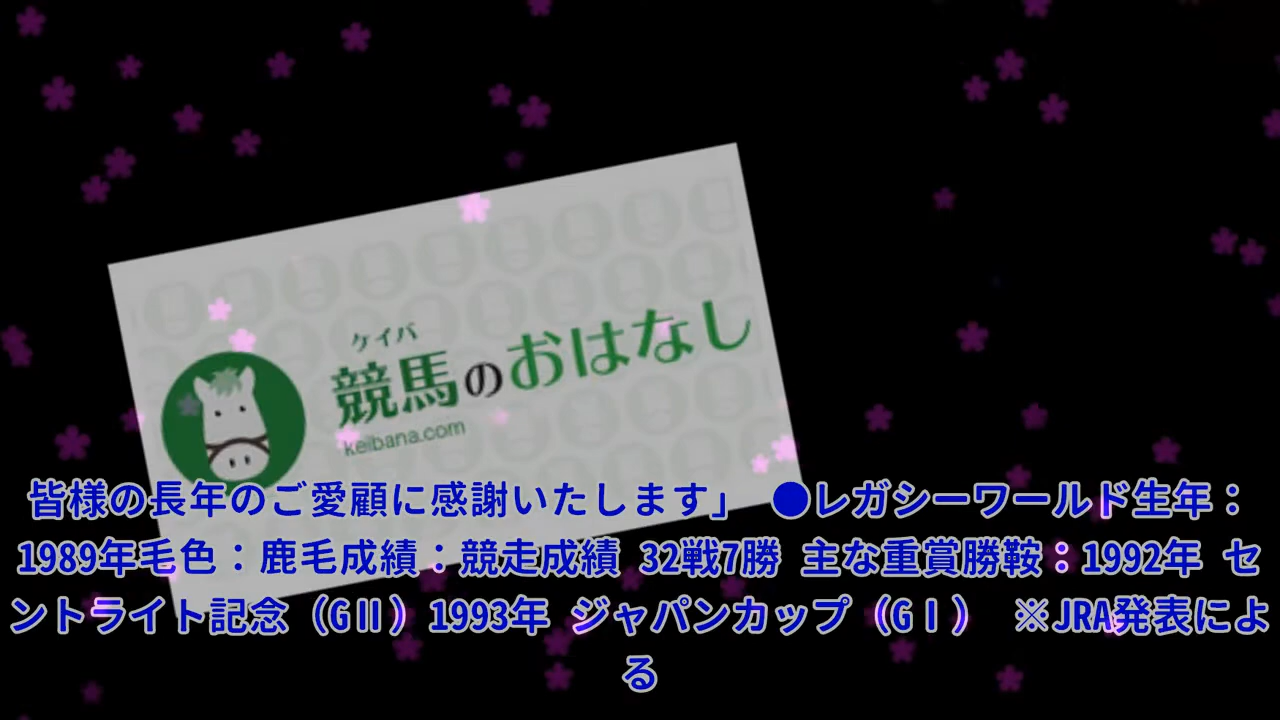 ケイバ
競馬のおはなし
keibana.com
皆様の長年のご愛顧に感謝いたします」 ●レガシーワールド生年：
1989年毛色：鹿毛成績：競走成績 32戦7勝 主な重賞勝鞍：1992年 セ
ントライト記念（GⅡ）1993年 ジャパンカップ（GⅠ） ※JRA発表によ
る